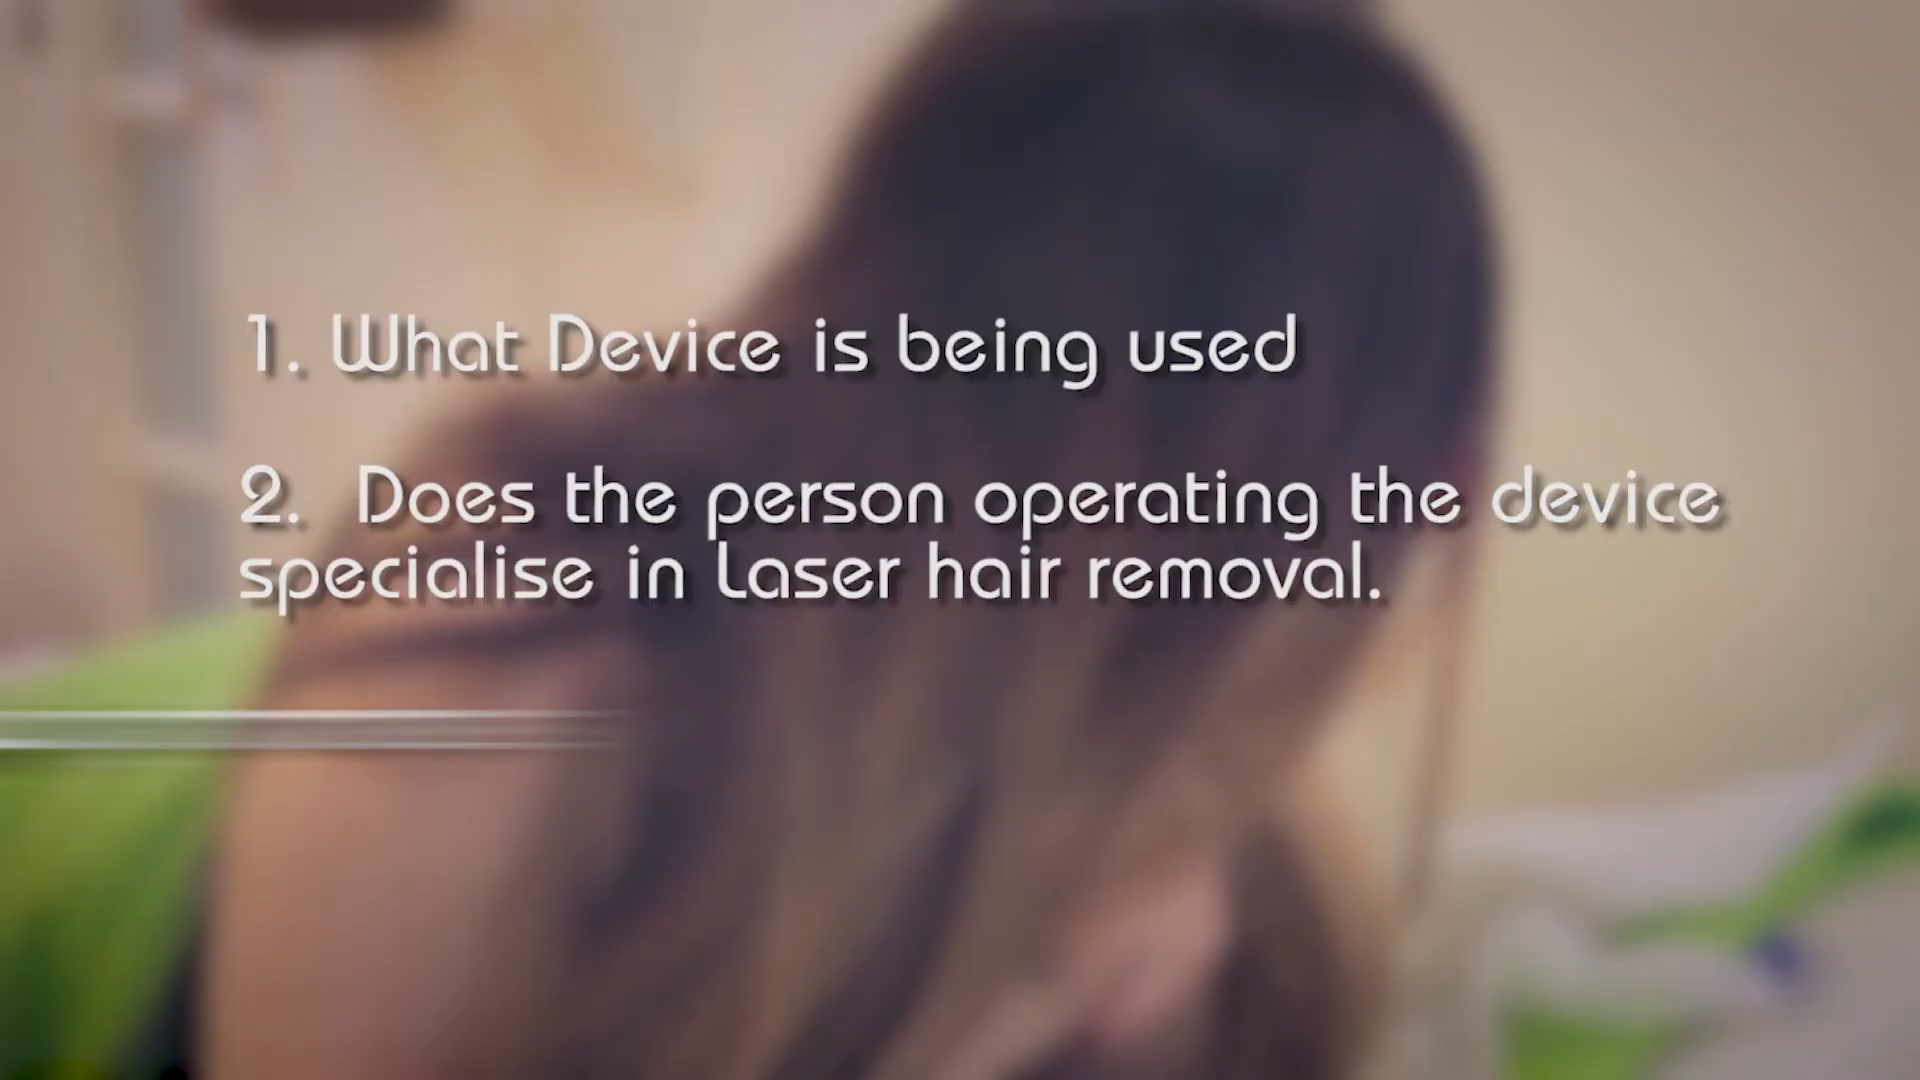 1. What Device is being used
2. Does the person operating the device
specialise in Laser hair removal.